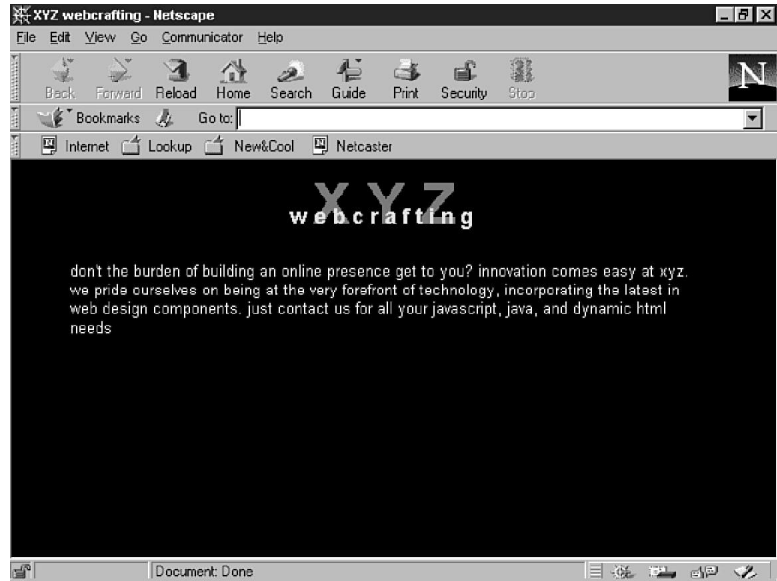 XYZ webcrafting - Netscape
File Edit View Go Communicator Help
Back Forward Reload Home Search Guide Print Security Stop
N
Bookmarks Go to:
Internet Lookup New&Cool Netcaster
XYZ
webcrafting
don't the burden of building an online presence get to you? innovation comes easy at xyz.
we pride ourselves on being at the very forefront of technology, incorporating the latest in
web design components. just contact us for all your javascript, java, and dynamic html
needs
Document: Done